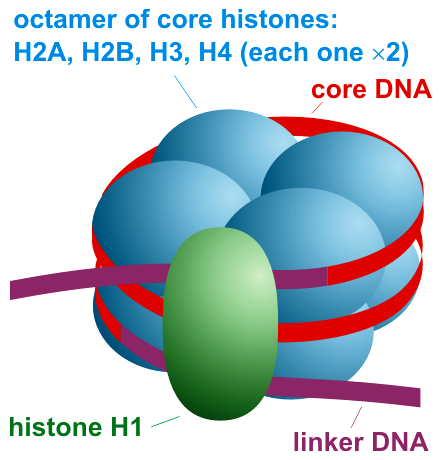 octamer of core histones:
H2A, H2B, H3, H4 (each one ×2)
core DNA
histone H1
linker DNA